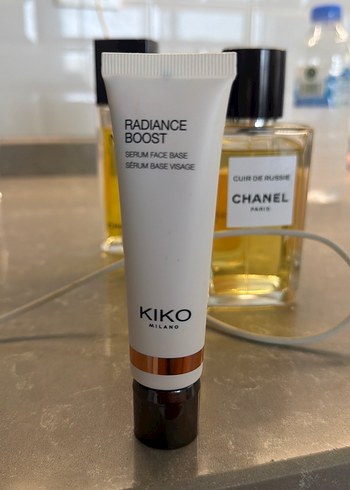 RADIANCE
BOOST
SERUM FACE BASE
SÉRUM BASE VISAGE
KIKO
MILANO
CUIR DE RUSSIE
CHANEL
PARIS